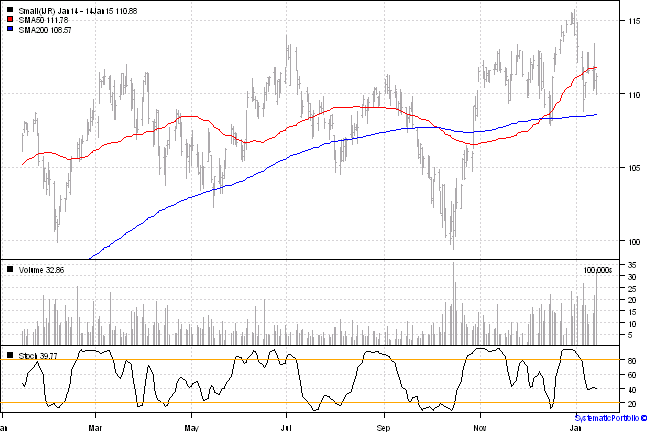 Small(IJR) Jan14 - 14Jan15 110.88
SMA50 111.78
SMA200 108.57
115
110
105
100
Volume 32.86
100,000s
35
30
25
20
15
10
5
Stoch 39.77
80
60
40
20
an Mar May Jul Sep Nov Jan
SystematicPortfolio ©